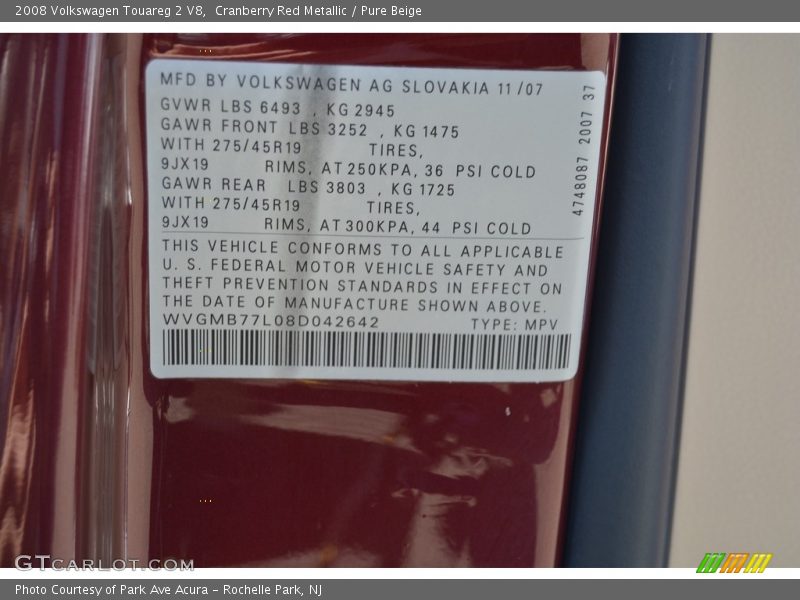 2008 Volkswagen Touareg 2 V8,  Cranberry Red Metallic / Pure Beige
MFD BY VOLKSWAGEN AG SLOVAKIA 11/07
GVWR LBS 6493 , KG 2945
GAWR FRONT LBS 3252 , KG 1475
WITH 275/45R19 TIRES,
9JX19 RIMS, AT 250KPA, 36 PSI COLD
GAWR REAR LBS 3803 , KG 1725
WITH 275/45R19 TIRES,
9JX19 RIMS, AT 300KPA, 44 PSI COLD
4748087 2007 37
THIS VEHICLE CONFORMS TO ALL APPLICABLE
U. S. FEDERAL MOTOR VEHICLE SAFETY AND
THEFT PREVENTION STANDARDS IN EFFECT ON
THE DATE OF MANUFACTURE SHOWN ABOVE.
WVGMB77L08D042642 TYPE: MPV
GTCARLOT.COM
Photo Courtesy of Park Ave Acura - Rochelle Park, NJ